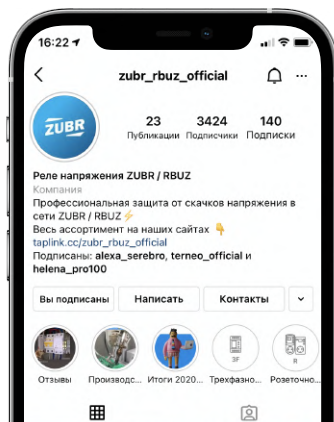 16:22
zubr_rbuz_official
ZUBR
23 3424 140
Публикации Подписчики Подписки
Реле напряжения ZUBR / RBUZ
Компания
Профессиональная защита от скачков напряжения в
сети ZUBR / RBUZ⚡
Весь ассортимент на наших сайтах 👇
taplink.cc/zubr_rbuz_official
Подписаны: alexa_serebro, terneo_official и
helena_pro100
Вы подписаны Написать Контакты
3F R
Отзывы Производс... Итоги 2020... Трехфазно... Розеточно...